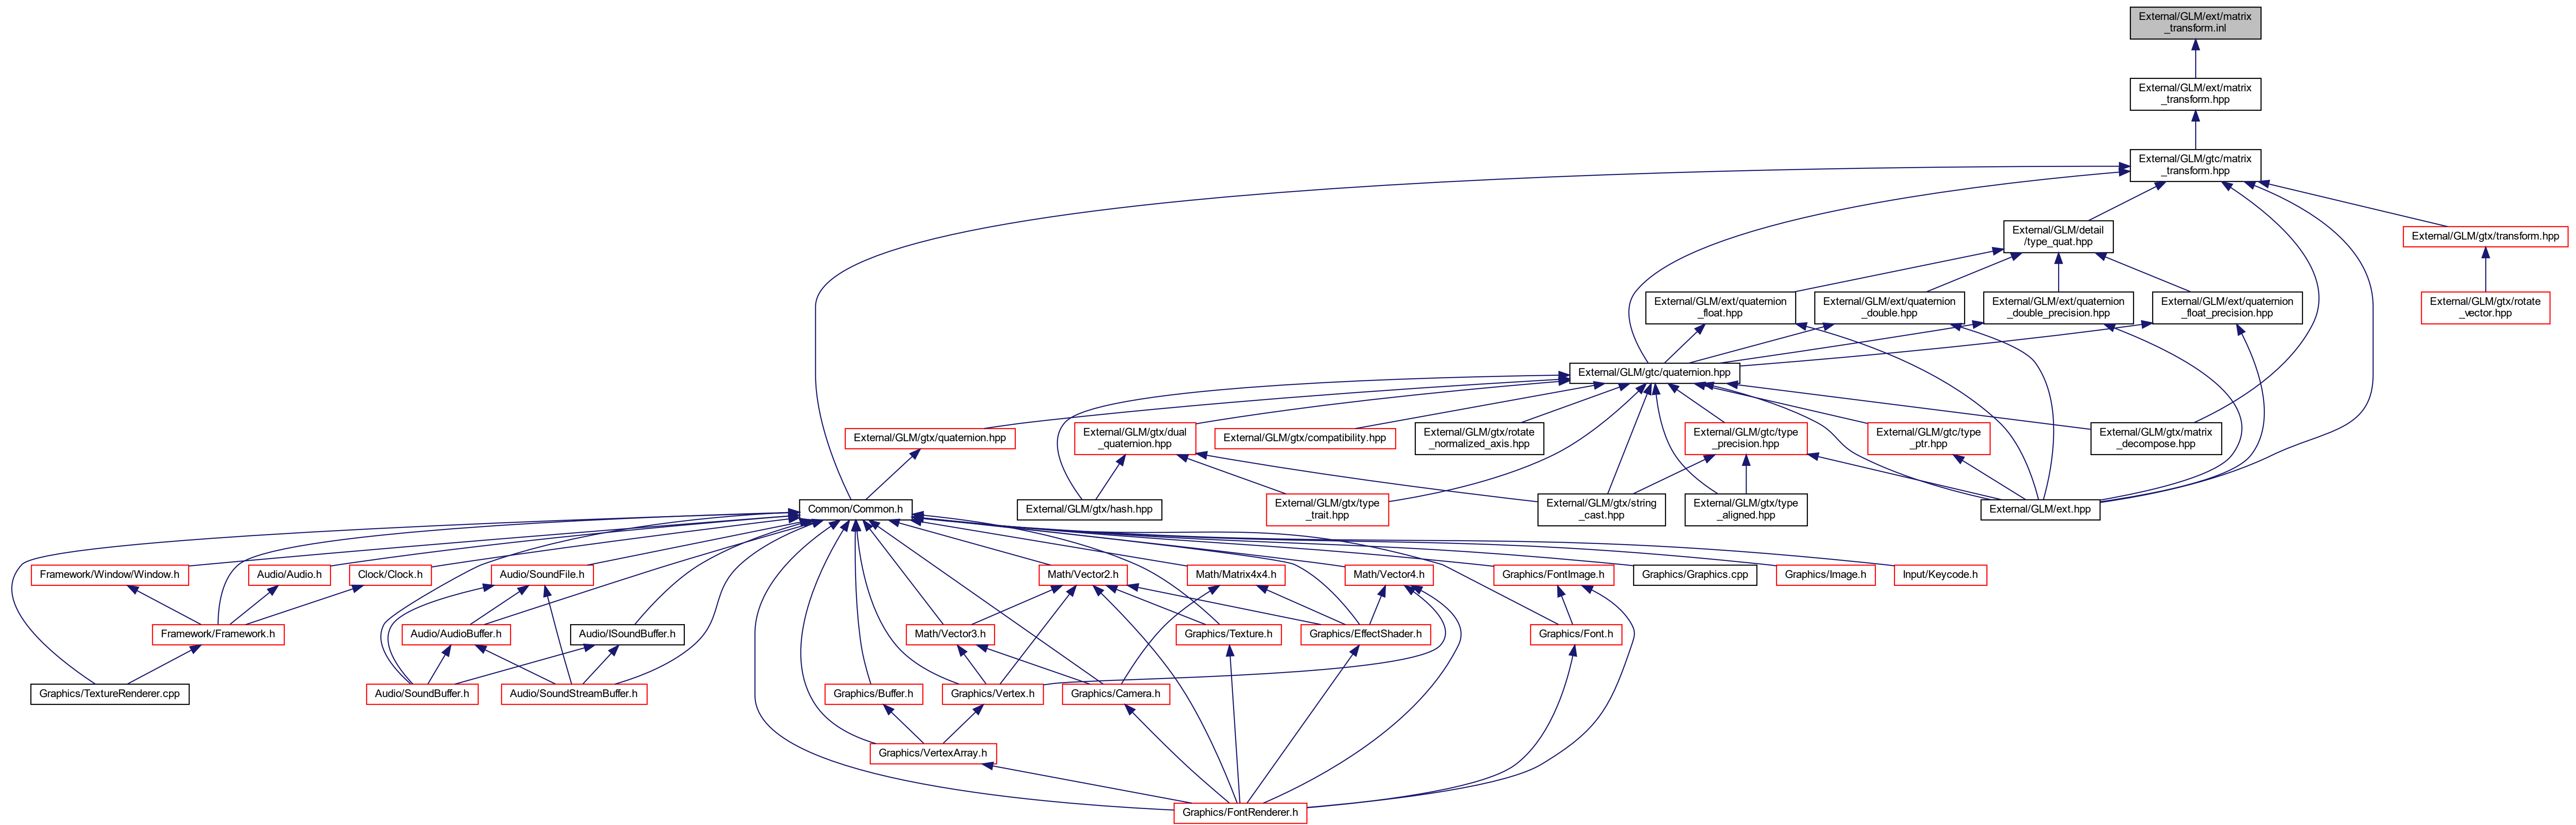 External/GLM/ext/matrix
_transform.inl
External/GLM/ext/matrix
_transform.hpp
External/GLM/gtc/matrix
_transform.hpp
External/GLM/detail
/type_quat.hpp
External/GLM/gtx/transform.hpp
External/GLM/ext/quaternion
_float.hpp
External/GLM/ext/quaternion
_double.hpp
External/GLM/ext/quaternion
_double_precision.hpp
External/GLM/ext/quaternion
_float_precision.hpp
External/GLM/gtx/rotate
_vector.hpp
External/GLM/gtc/quaternion.hpp
External/GLM/gtx/quaternion.hpp
External/GLM/gtx/dual
_quaternion.hpp
External/GLM/gtx/compatibility.hpp
External/GLM/gtx/rotate
_normalized_axis.hpp
External/GLM/gtc/type
_precision.hpp
External/GLM/gtc/type
_ptr.hpp
External/GLM/gtx/matrix
_decompose.hpp
Common/Common.h
External/GLM/gtx/hash.hpp
External/GLM/gtx/type
_trait.hpp
External/GLM/gtx/string
_cast.hpp
External/GLM/gtx/type
_aligned.hpp
External/GLM/ext.hpp
Framework/Window/Window.h
Audio/Audio.h
Clock/Clock.h
Audio/SoundFile.h
Math/Vector2.h
Math/Matrix4x4.h
Math/Vector4.h
Graphics/FontImage.h
Graphics/Graphics.cpp
Graphics/Image.h
Input/Keycode.h
Framework/Framework.h
Audio/AudioBuffer.h
Audio/ISoundBuffer.h
Math/Vector3.h
Graphics/Texture.h
Graphics/EffectShader.h
Graphics/Font.h
Graphics/TextureRenderer.cpp
Audio/SoundBuffer.h
Audio/SoundStreamBuffer.h
Graphics/Buffer.h
Graphics/Vertex.h
Graphics/Camera.h
Graphics/VertexArray.h
Graphics/FontRenderer.h